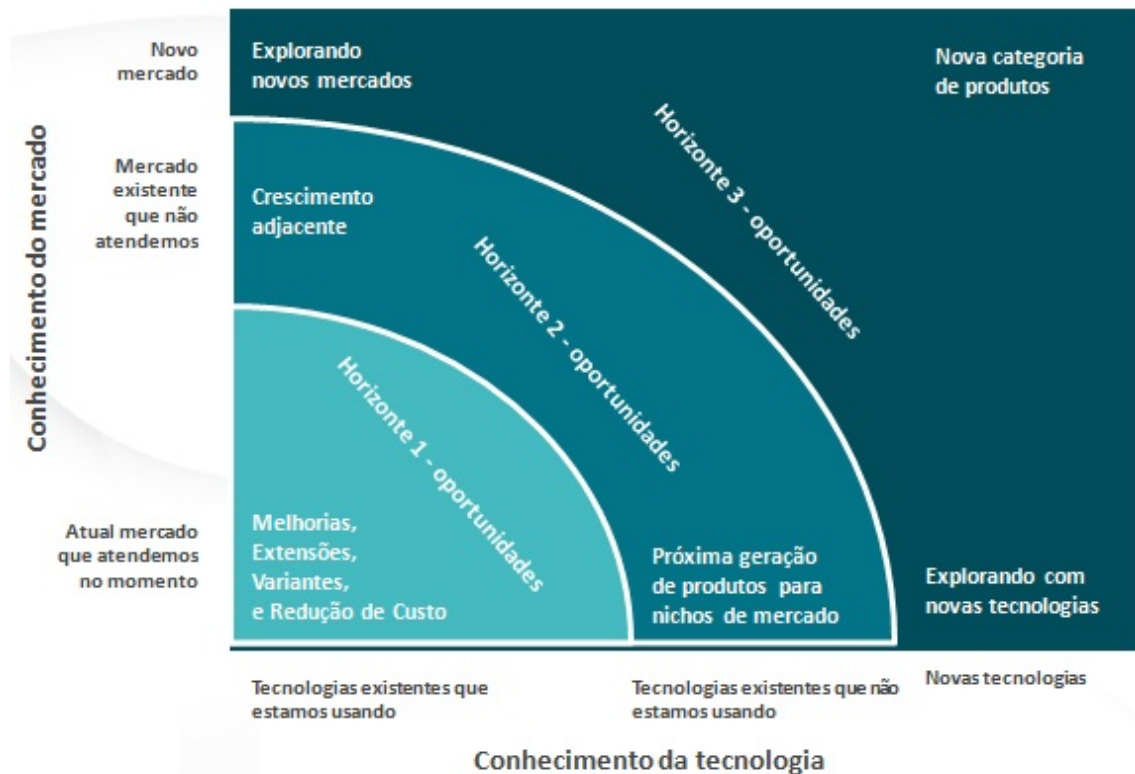 Conhecimento do mercado
Novo
mercado
Mercado
existente
que não
atendemos
Atual mercado
que atendemos
no momento
Explorando
novos mercados
Nova categoria
de produtos
Crescimento
adjacente
Horizonte 3 - oportunidades
Horizonte 2 - oportunidades
Horizonte 1 - oportunidades
Melhorias,
Extensões,
Variantes,
e Redução de Custo
Próxima geração
de produtos para
nichos de mercado
Explorando com
novas tecnologias
Tecnologias existentes que
estamos usando
Tecnologias existentes que não
estamos usando
Novas tecnologias
Conhecimento da tecnologia